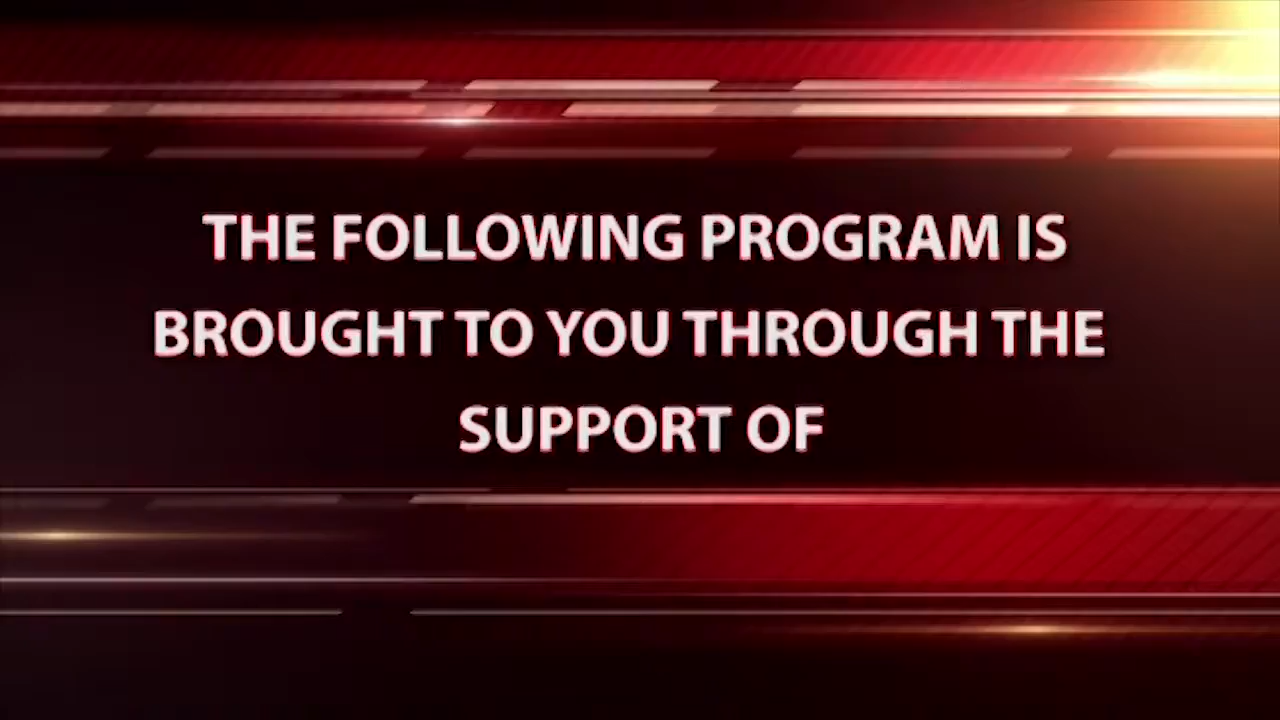 THE FOLLOWING PROGRAM IS
BROUGHT TO YOU THROUGH THE
SUPPORT OF